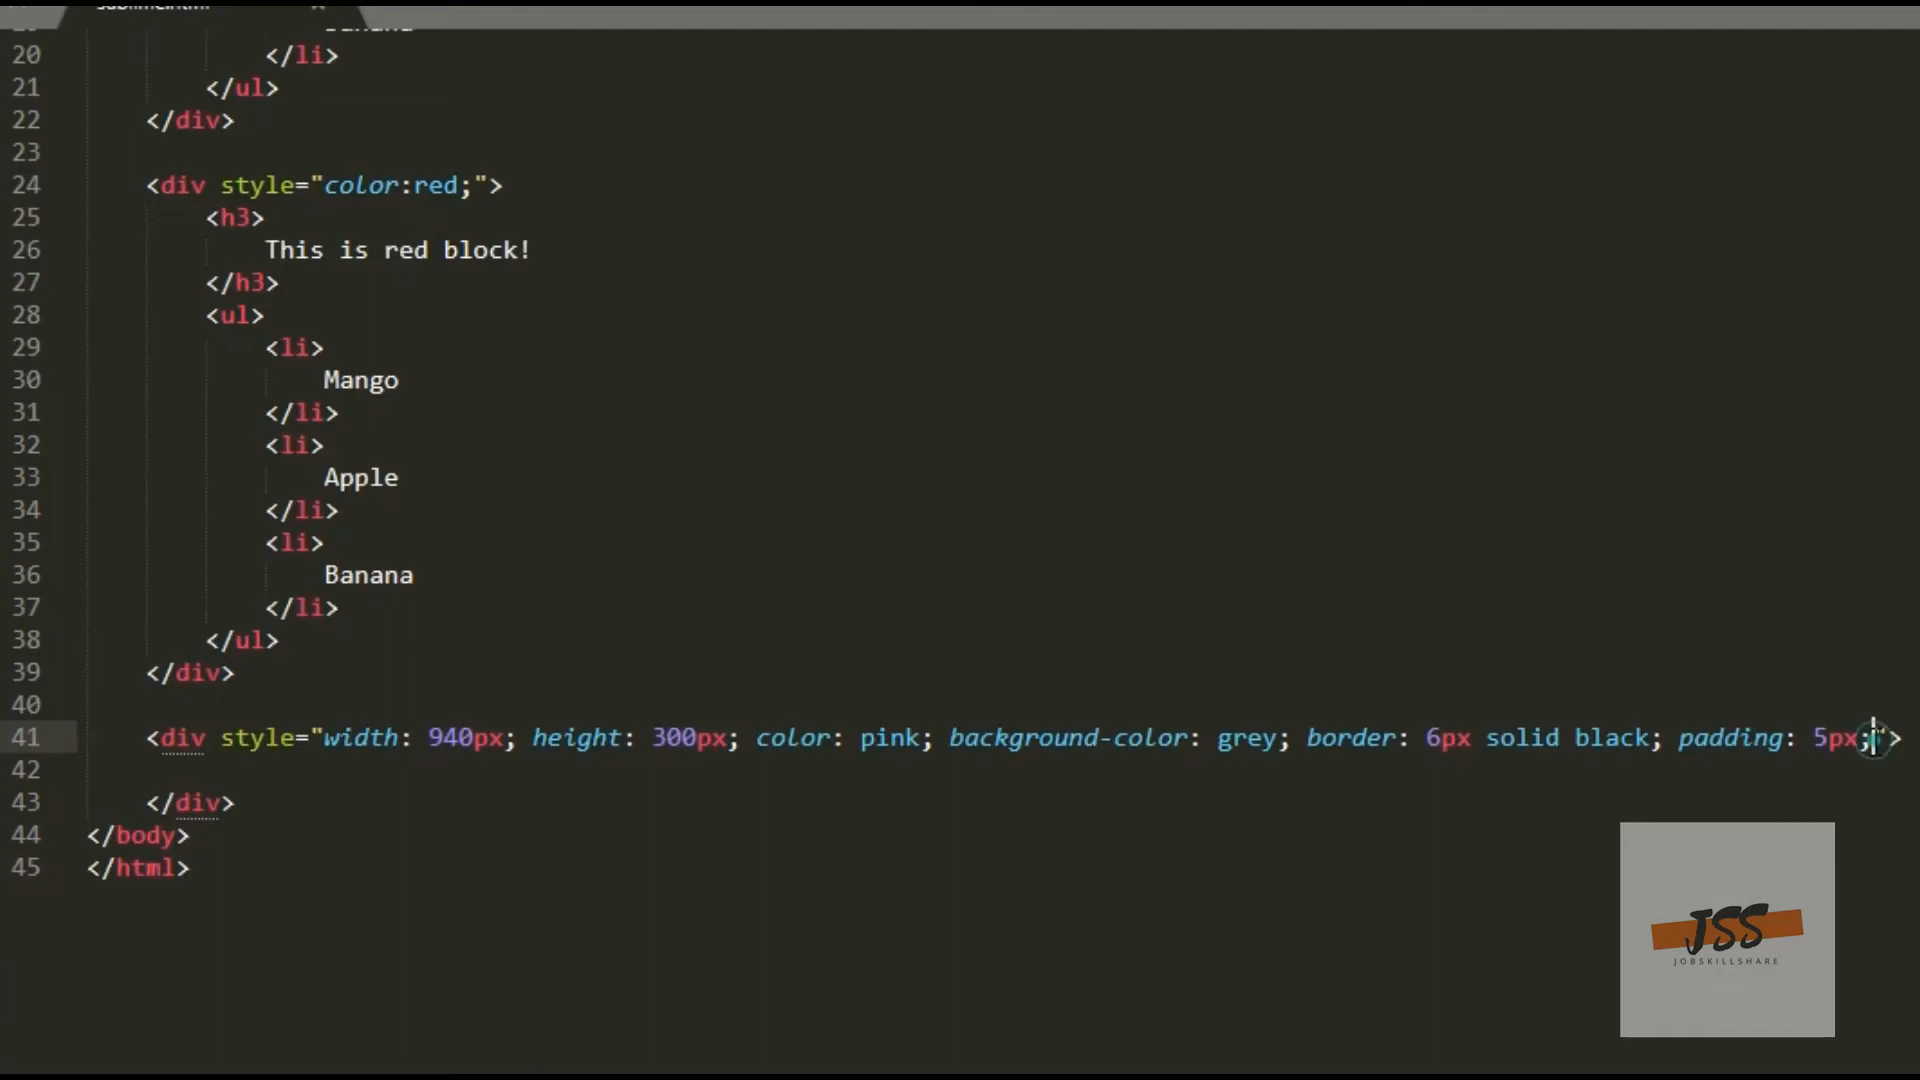 20 </li>
21 </ul>
22 </div>
23
24 <div style="color:red;">
25 <h3>
26 This is red block!
27 </h3>
28 <ul>
29 <li>
30 Mango
31 </li>
32 <li>
33 Apple
34 </li>
35 <li>
36 Banana
37 </li>
38 </ul>
39 </div>
40
41 <div style="width: 940px; height: 300px; color: pink; background-color: grey; border: 6px solid black; padding: 5px;">
42
43 </div>
44 </body>
45 </html>
JSS
JOBSKILLSHARE